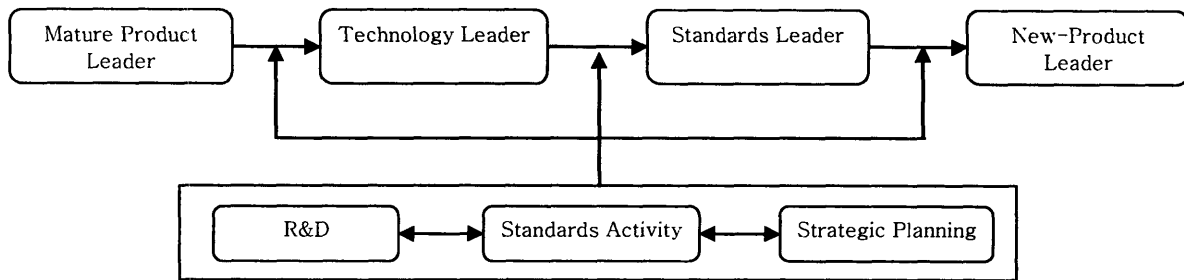 Mature Product
Leader
Technology Leader
Standards Leader
New-Product
Leader
R&D
Standards Activity
Strategic Planning